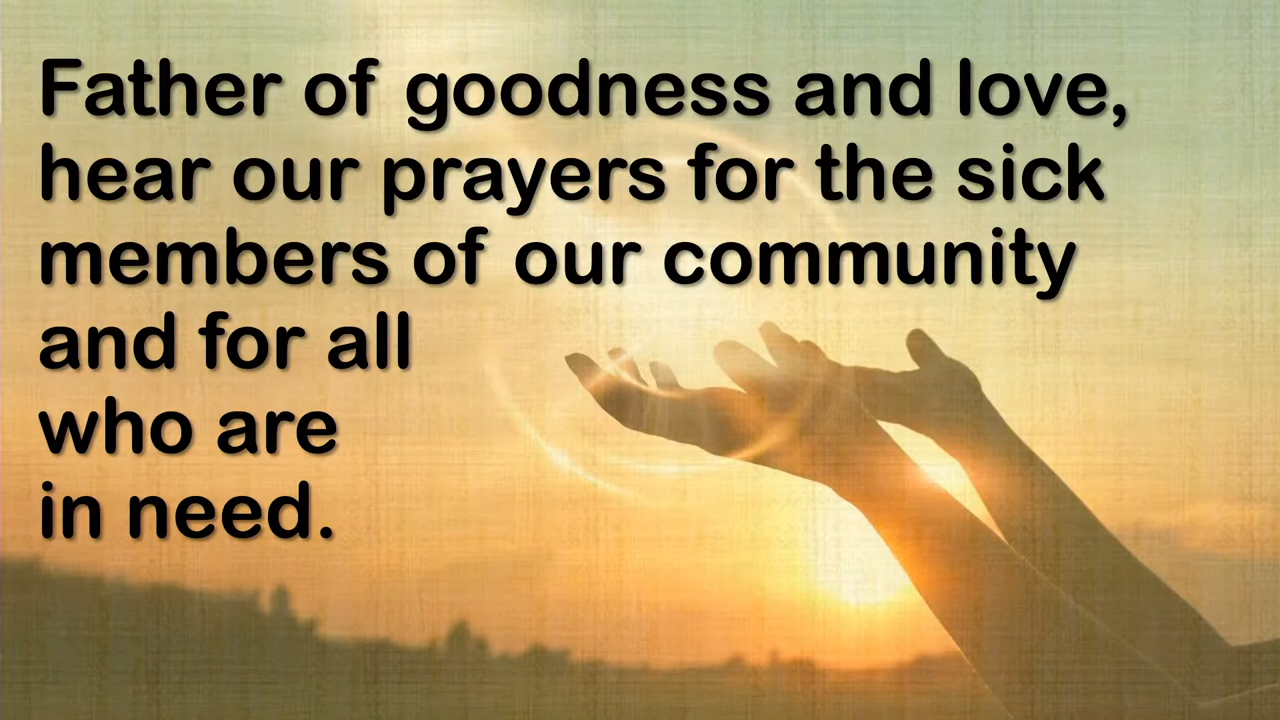 Father of goodness and love,
hear our prayers for the sick
members of our community
and for all
who are
in need.